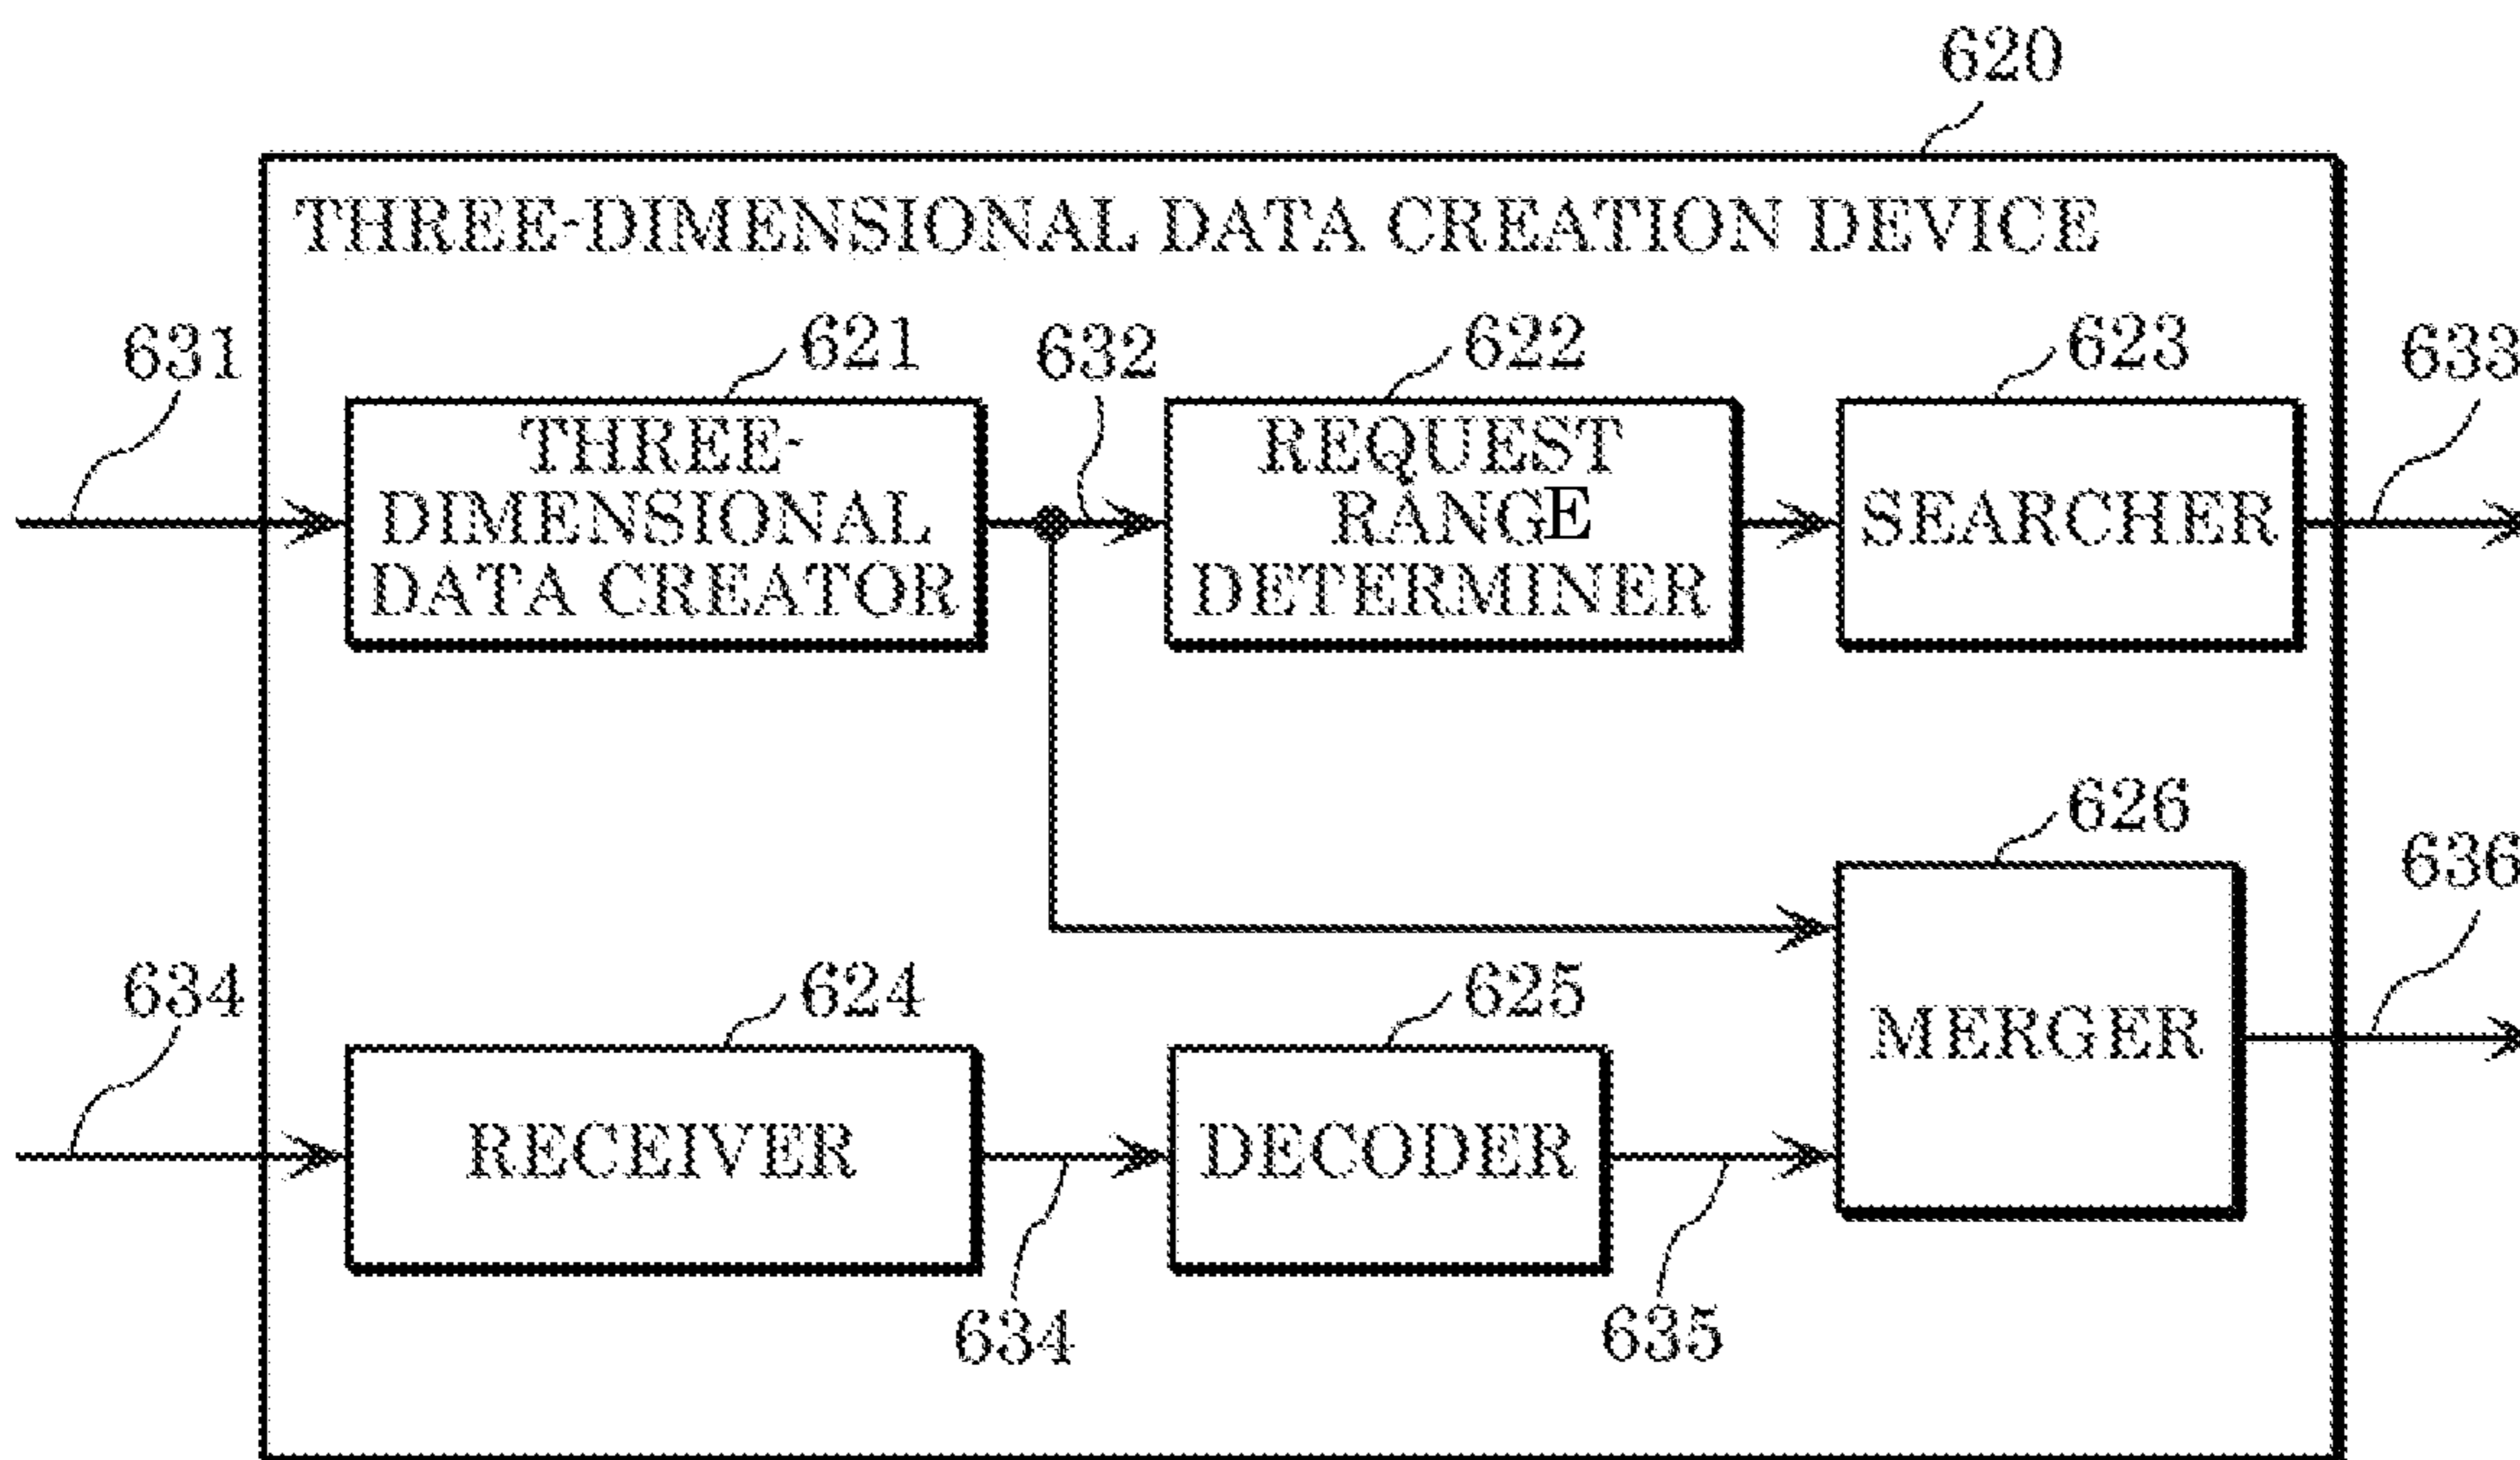 620
THREE-DIMENSIONAL DATA CREATION DEVICE
631
621
632
622
623
633
THREE-
DIMENSIONAL
DATA CREATOR
REQUEST
RANGE
DETERMINER
SEARCHER
626
636
634
624
625
MERGER
RECEIVER
DECODER
634
635